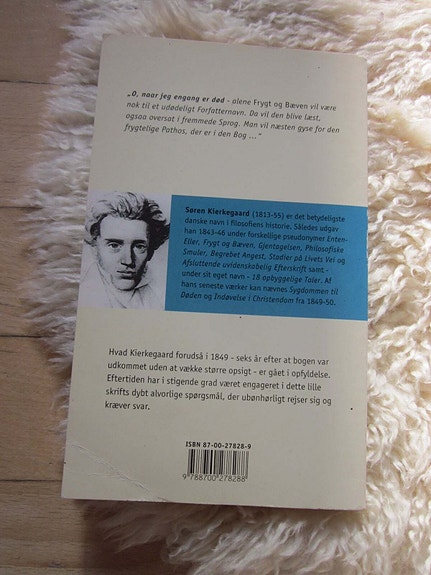 „O, naar jeg engang er død - alene Frygt og Bæven vil være
nok til et udødeligt Forfatternavn. Da vil den blive læst,
ogsaa oversat i fremmede Sprog. Man vil næsten gyse for den
frygtelige Pathos, der er i den Bog ...“
Søren Kierkegaard (1813-55) er det betydeligste
danske navn i filosofiens historie. Således udgav
han 1843-46 under forskellige pseudonymer Enten-
Eller, Frygt og Bæven, Gjentagelsen, Philosofiske
Smuler, Begrebet Angest, Stadier på Livets Vei og
Afsluttende uvidenskabelig Efterskrift samt -
under sit eget navn - 18 opbyggelige Taler. Af
hans seneste værker kan nævnes Sygdommen til
Døden og Indøvelse i Christendom fra 1849-50.
Hvad Kierkegaard forudså i 1849 - seks år efter at bogen var
udkommet uden at vække større opsigt - er gået i opfyldelse.
Eftertiden har i stigende grad været engageret i dette lille
skrifts dybt alvorlige spørgsmål, der ubønhørligt rejser sig og
kræver svar.
ISBN 87-00-27828-9
9 788700 278288